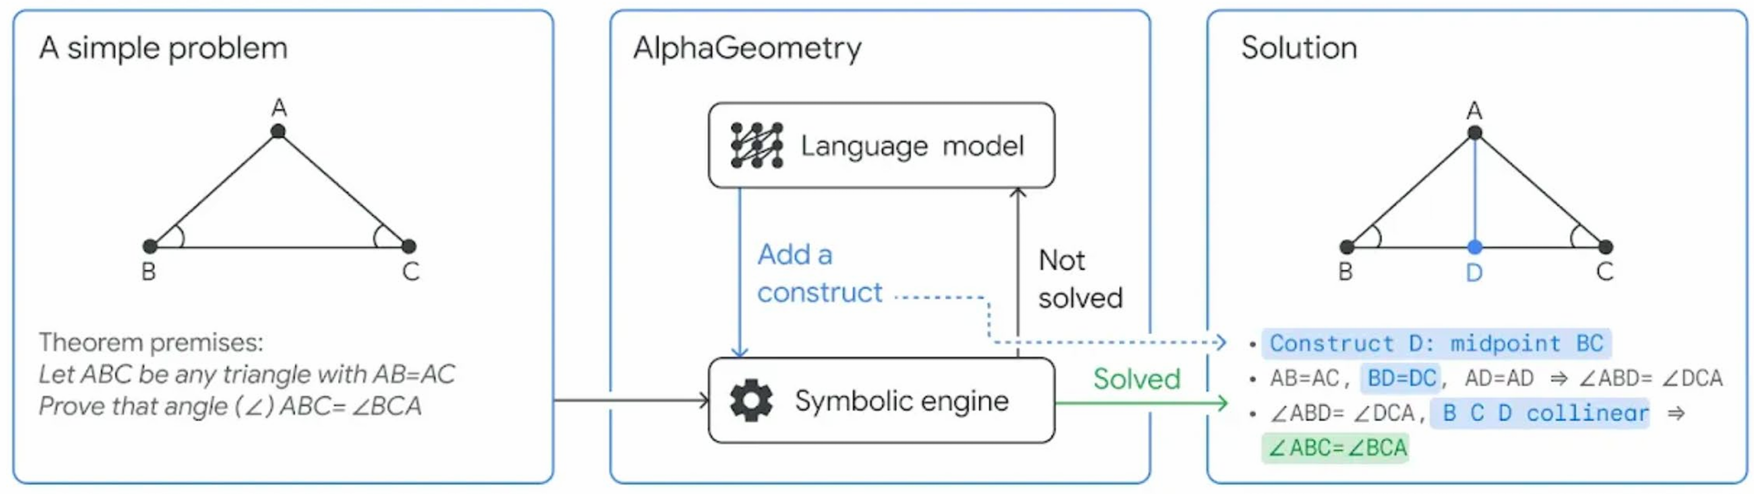 A simple problem
A
B
C
Theorem premises:
Let ABC be any triangle with AB=AC
Prove that angle (∠) ABC= ∠BCA
AlphaGeometry
Language model
Add a
construct
Not
solved
Symbolic engine
Solved
Solution
A
B
D
C
• Construct D: midpoint BC
• AB=AC, BD=DC, AD=AD ⇒ ∠ABD= ∠DCA
• ∠ABD= ∠DCA, B C D collinear ⇒
∠ABC=∠BCA